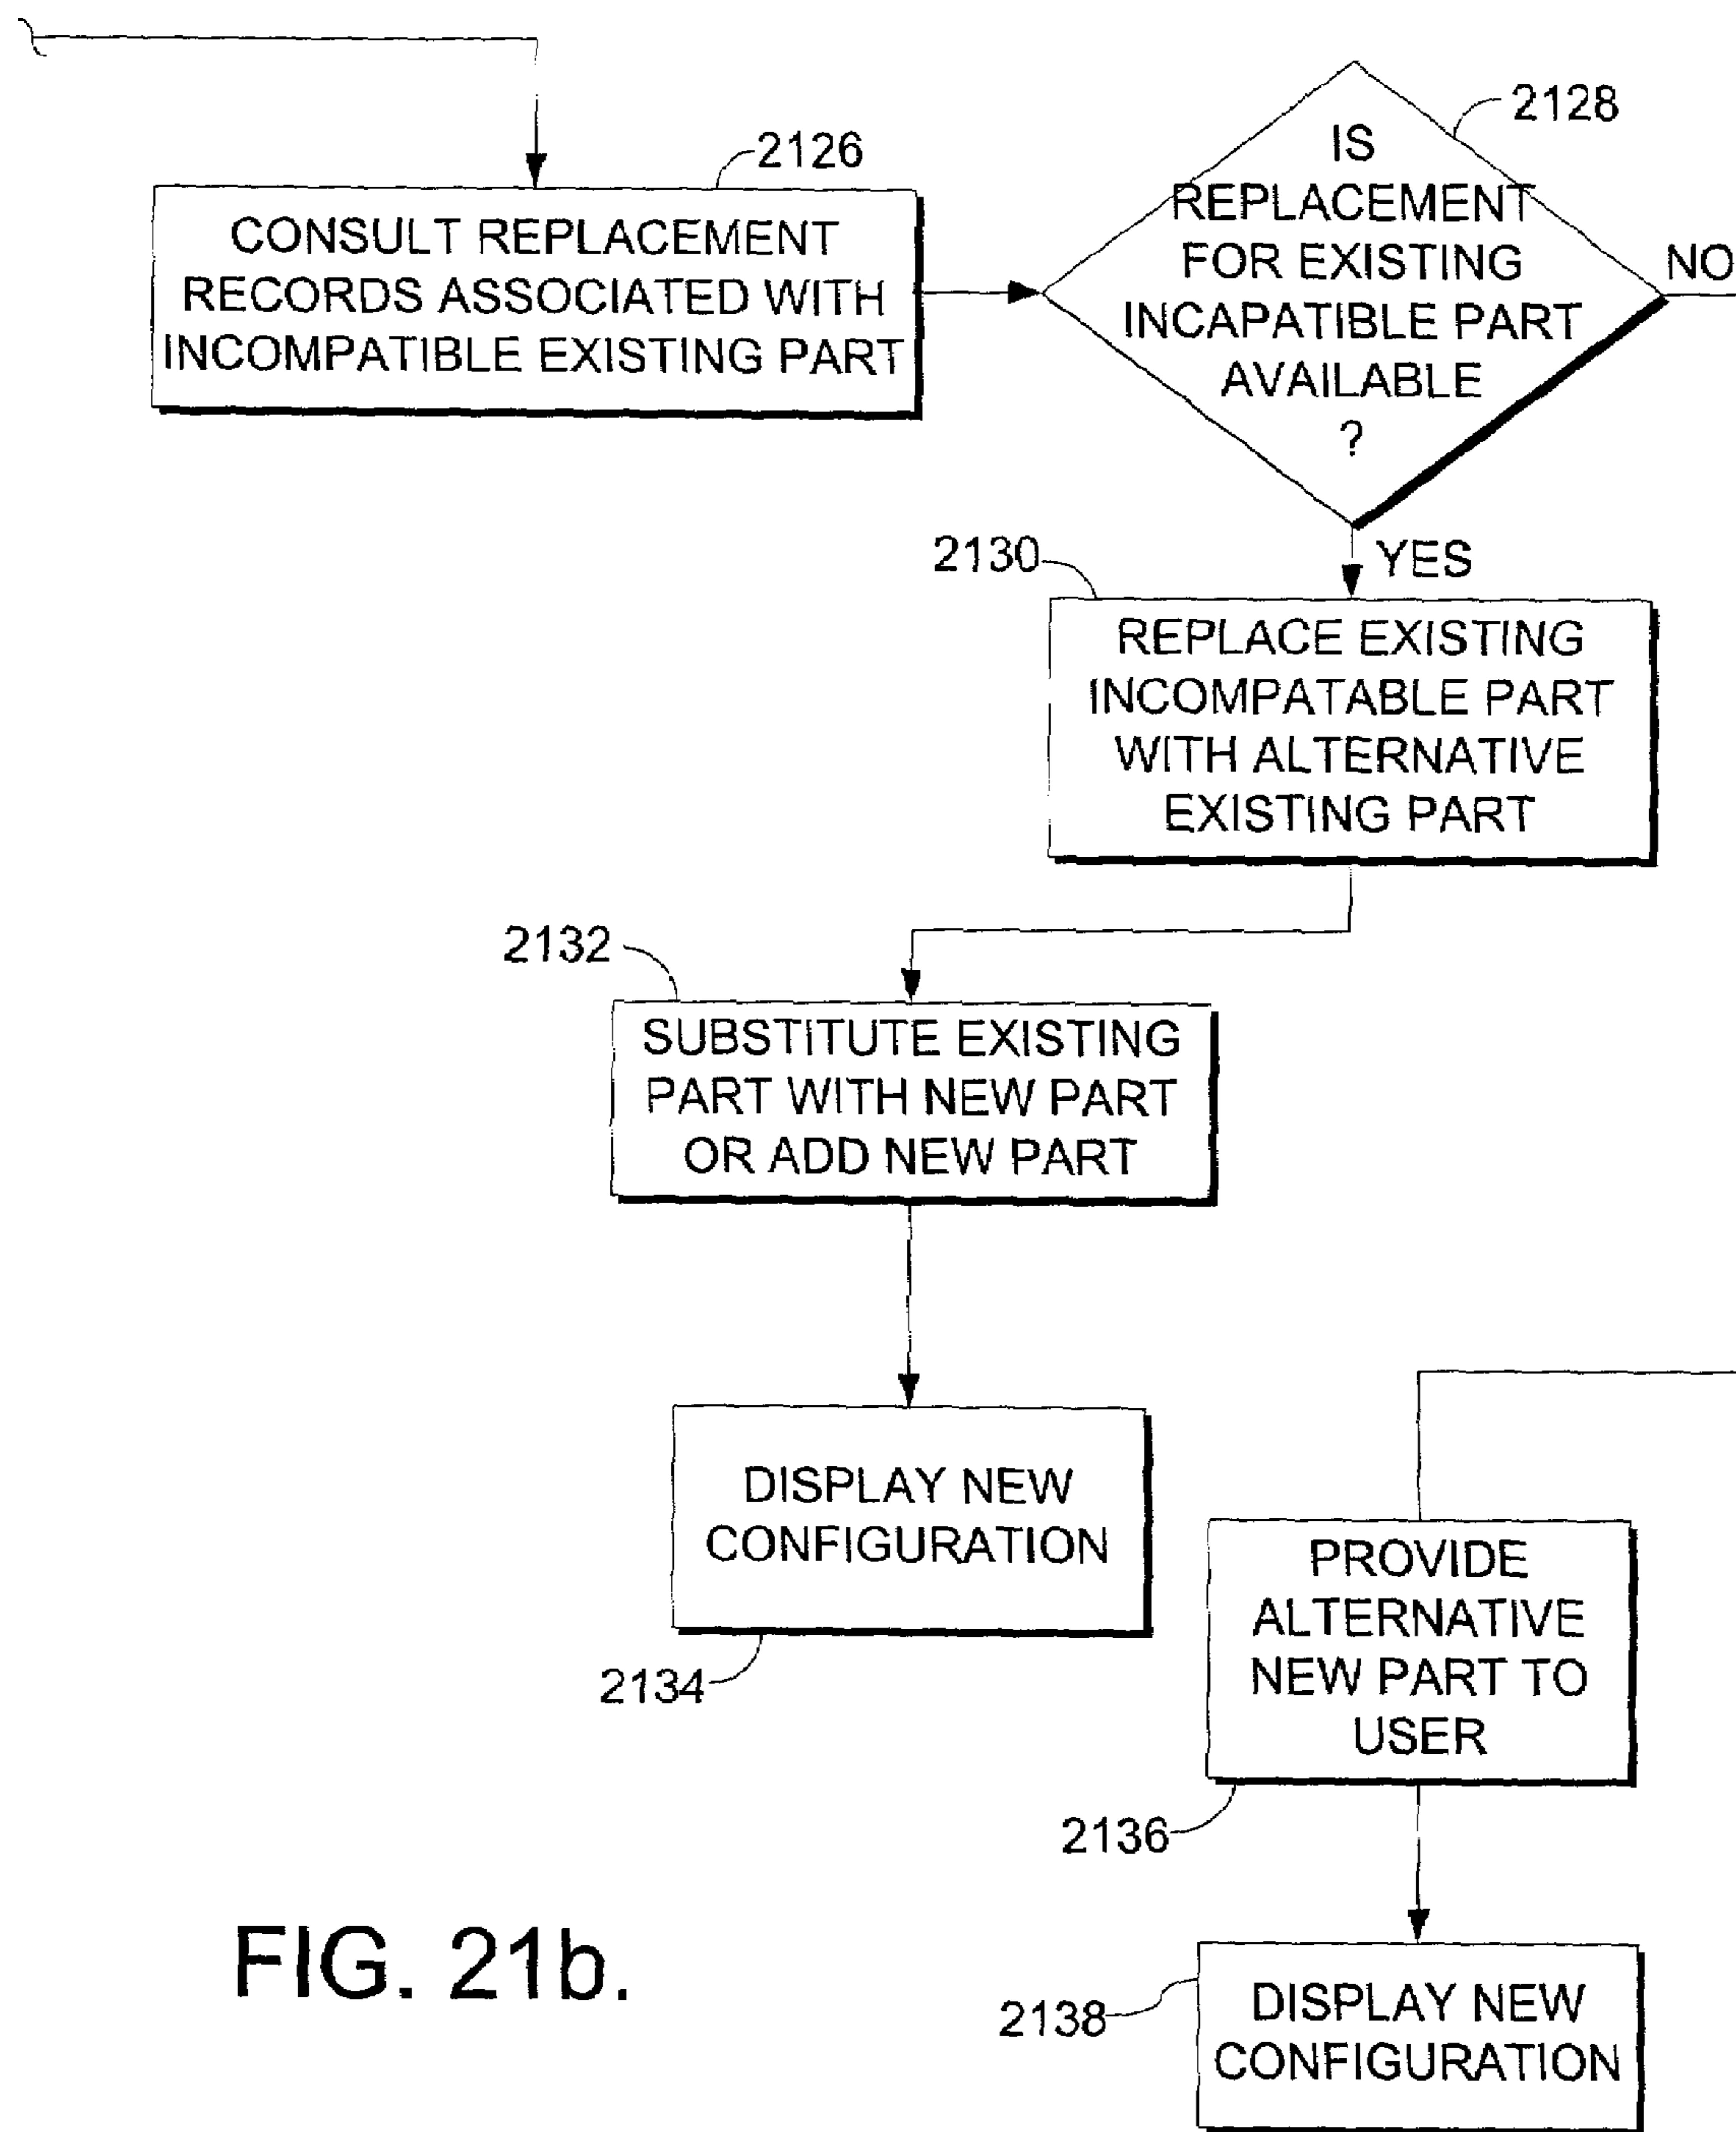 2126
CONSULT REPLACEMENT
RECORDS ASSOCIATED WITH
INCOMPATIBLE EXISTING PART
2128
IS
REPLACEMENT
FOR EXISTING
INCAPATIBLE PART
AVAILABLE
?
NO
YES
2130
REPLACE EXISTING
INCOMPATABLE PART
WITH ALTERNATIVE
EXISTING PART
2132
SUBSTITUTE EXISTING
PART WITH NEW PART
OR ADD NEW PART
DISPLAY NEW
CONFIGURATION
2134
PROVIDE
ALTERNATIVE
NEW PART TO
USER
2136
2138
DISPLAY NEW
CONFIGURATION
FIG. 21b.